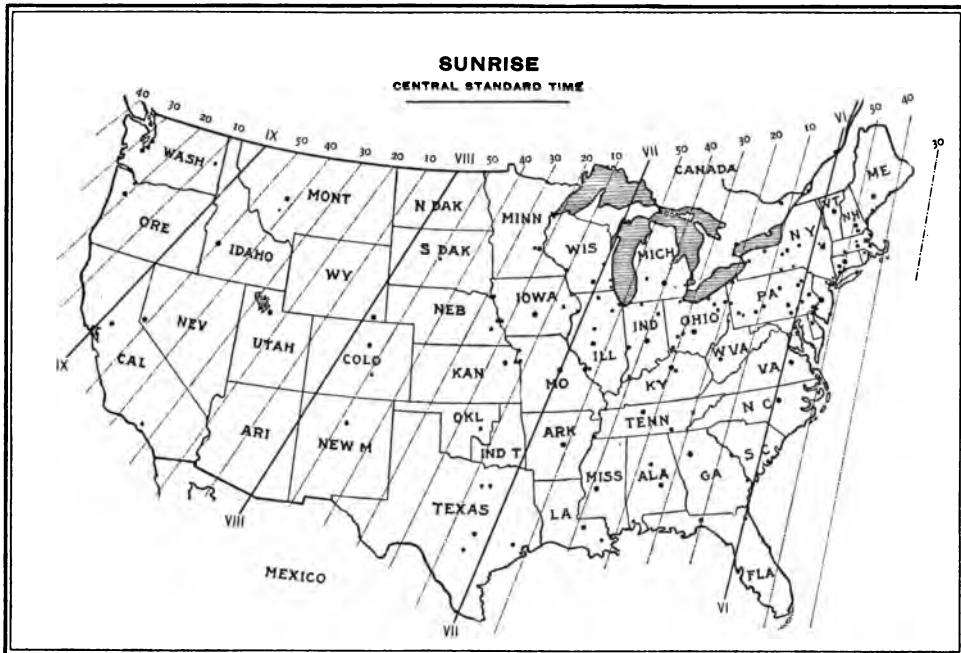 SUNRISE
CENTRAL STANDARD TIME
40 30 20 10 IX 50 40 30 20 10 VIII 50 40 30 20 10 VII 50 40 30 20 10 VI 50 40
30
CANADA
WASH
MONT
N DAK
MINN
ME
VT
NH
ORE
IDAHO
S DAK
WIS
MICH
N Y
WY
NEB
IOWA
PA
NEV
UTAH
COLO
ILL
IND
OHIO
W VA
CAL
KAN
MO
KY
VA
IX
ARI
NEW M
OKL
IND T
ARK
TENN
N C
S C
TEXAS
LA
MISS
ALA
GA
VIII
MEXICO
FLA
VI
VII